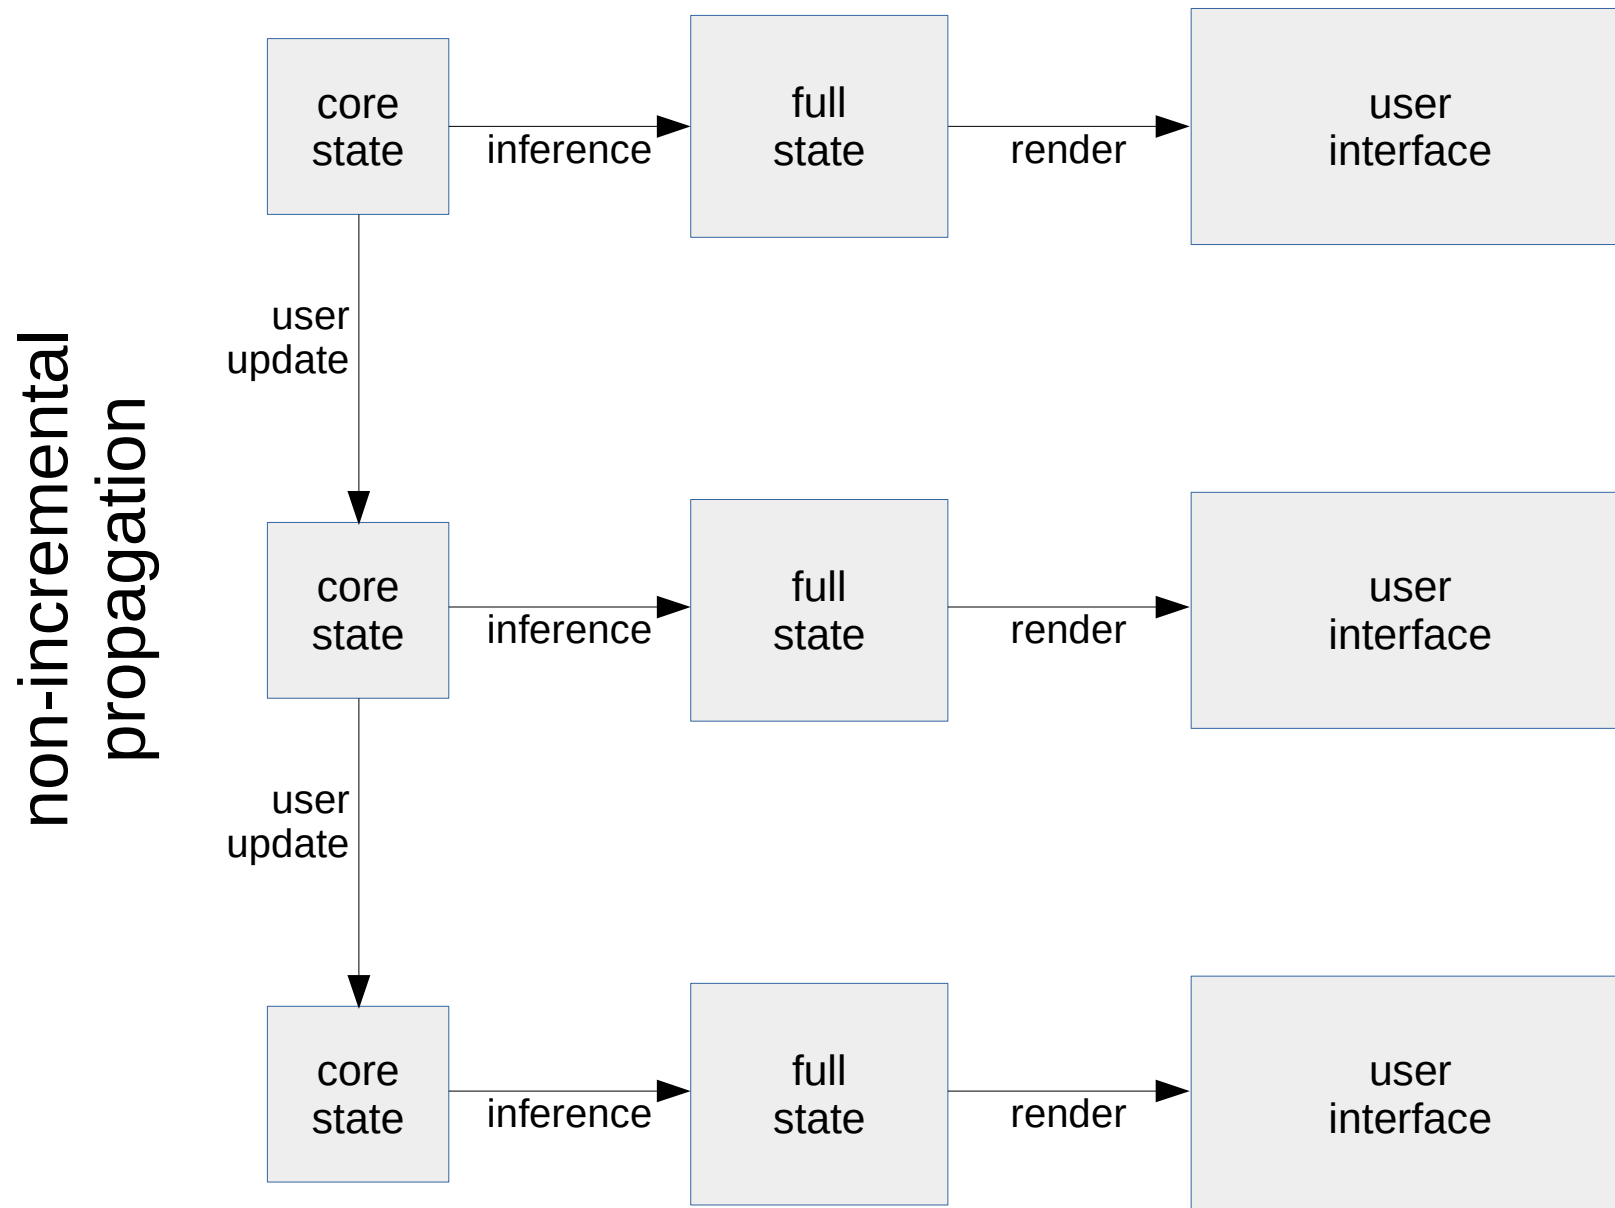 non-incremental
propagation
core
state
inference
full
state
render
user
interface
user
update
core
state
inference
full
state
render
user
interface
user
update
core
state
inference
full
state
render
user
interface